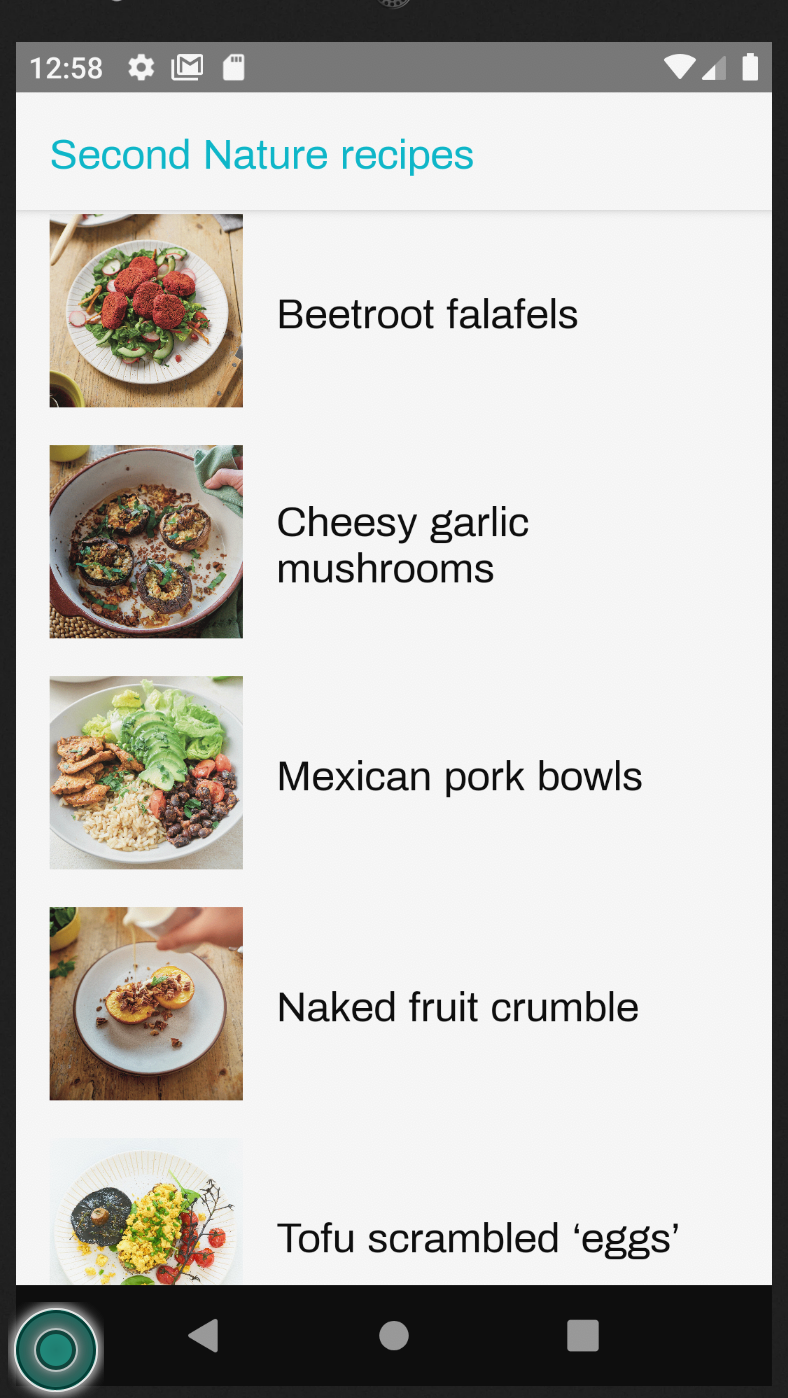 12:58
Second Nature recipes
Beetroot falafels
Cheesy garlic
mushrooms
Mexican pork bowls
Naked fruit crumble
Tofu scrambled ‘eggs’